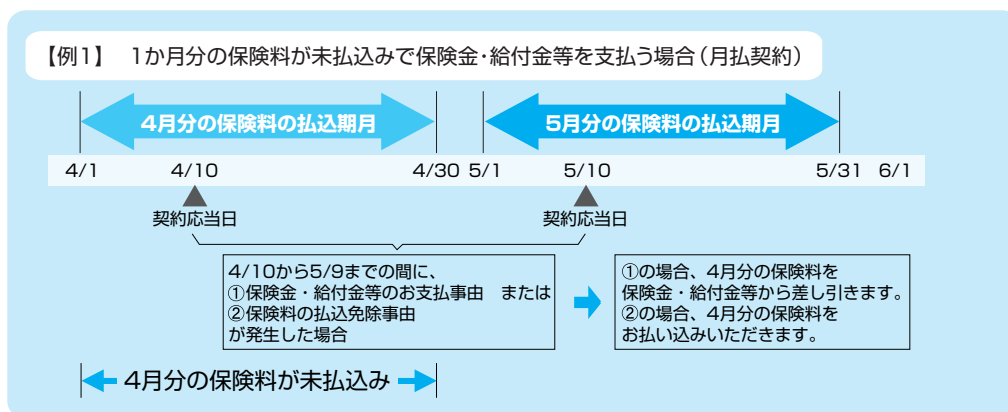 【例1】 1か月分の保険料が未払込みで保険金・給付金等を支払う場合(月払契約)
4月分の保険料の払込期月 5月分の保険料の払込期月
4/1 4/10 4/30 5/1 5/10 5/31 6/1
契約応当日 契約応当日
4/10から5/9までの間に、
①保険金・給付金等のお支払事由 または
②保険料の払込免除事由
が発生した場合
①の場合、4月分の保険料を
保険金・給付金等から差し引きます。
②の場合、4月分の保険料を
お払い込みいただきます。
4月分の保険料が未払込み